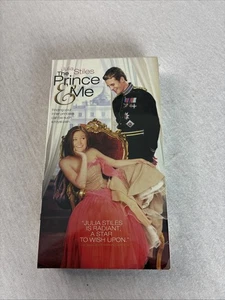 Stiles
The
Prince
& Me
"JULIA STILES
IS RADIANT,
A STAR
TO WISH UPON."